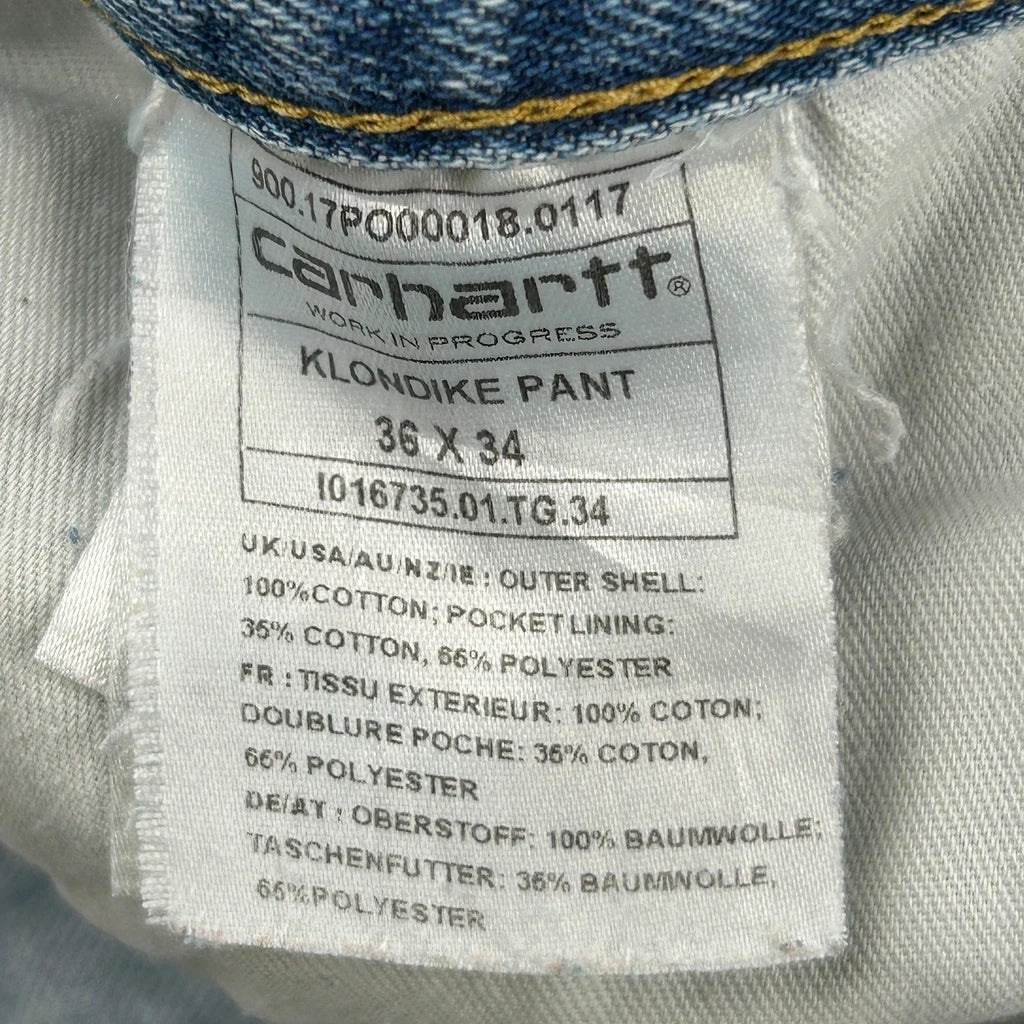 900.17PO00018.0117
carhartt®
WORK IN PROGRESS
KLONDIKE PANT
36 X 34
I016735.01.TG.34
UK/USA/AU/NZ/IE : OUTER SHELL:
100%COTTON; POCKET LINING:
35% COTTON, 65% POLYESTER
FR : TISSU EXTERIEUR: 100% COTON;
DOUBLURE POCHE: 35% COTON,
65% POLYESTER
DE/AT : OBERSTOFF: 100% BAUMWOLLE;
TASCHENFUTTER: 35% BAUMWOLLE,
65%POLYESTER